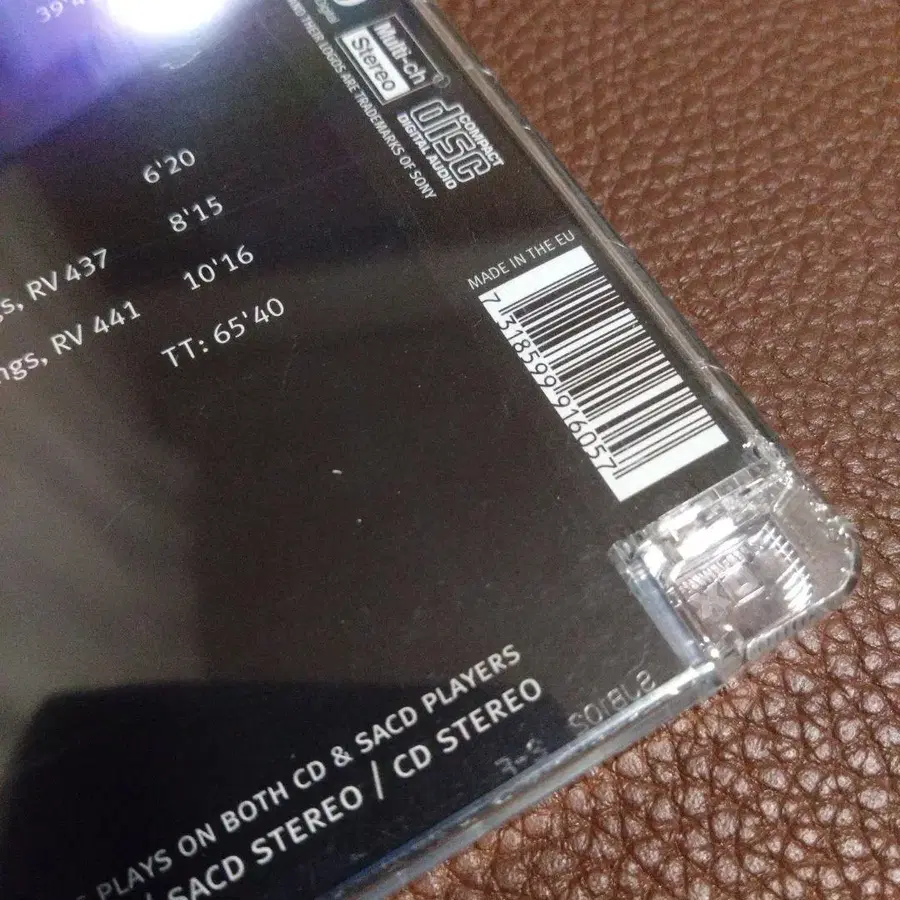 39'4
Multi-ch
Stereo
AND THEIR LOGOS ARE TRADEMARKS OF SONY
COMPACT
disc
DIGITAL AUDIO
6'20
8'15
RV 437
10'16
ngs, RV 441
TT: 65'40
MADE IN THE EU
7 318599 916057
PLAYS ON BOTH CD & SACD PLAYERS
/ SACD STEREO / CD STEREO